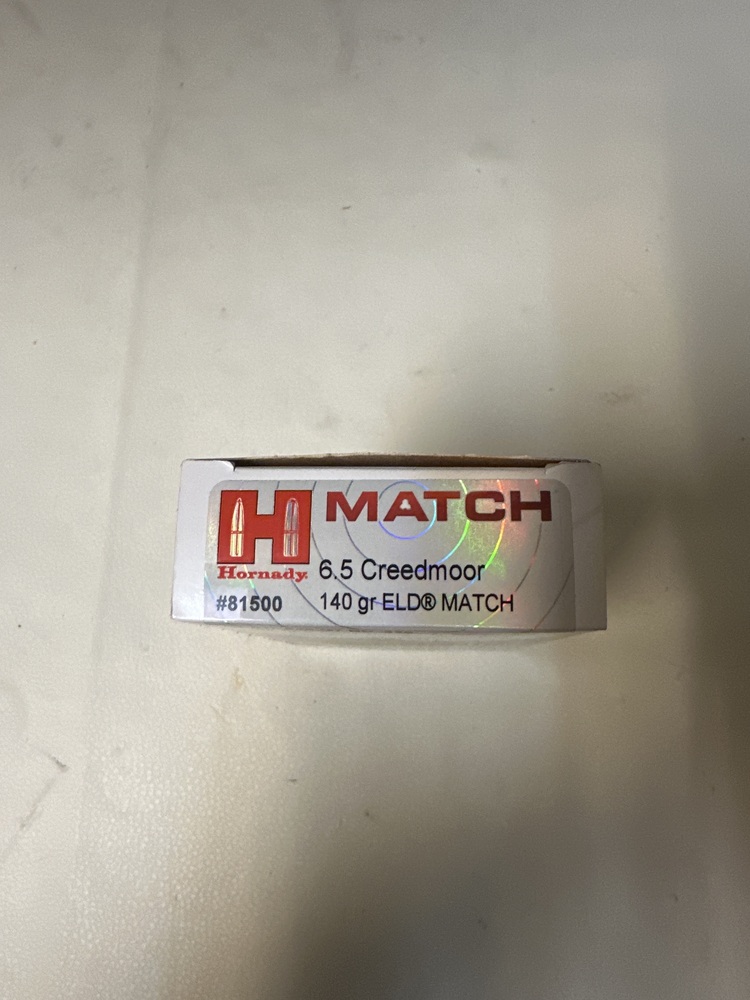 H MATCH
Hornady.
6.5 Creedmoor
#81500
140 gr ELD® MATCH